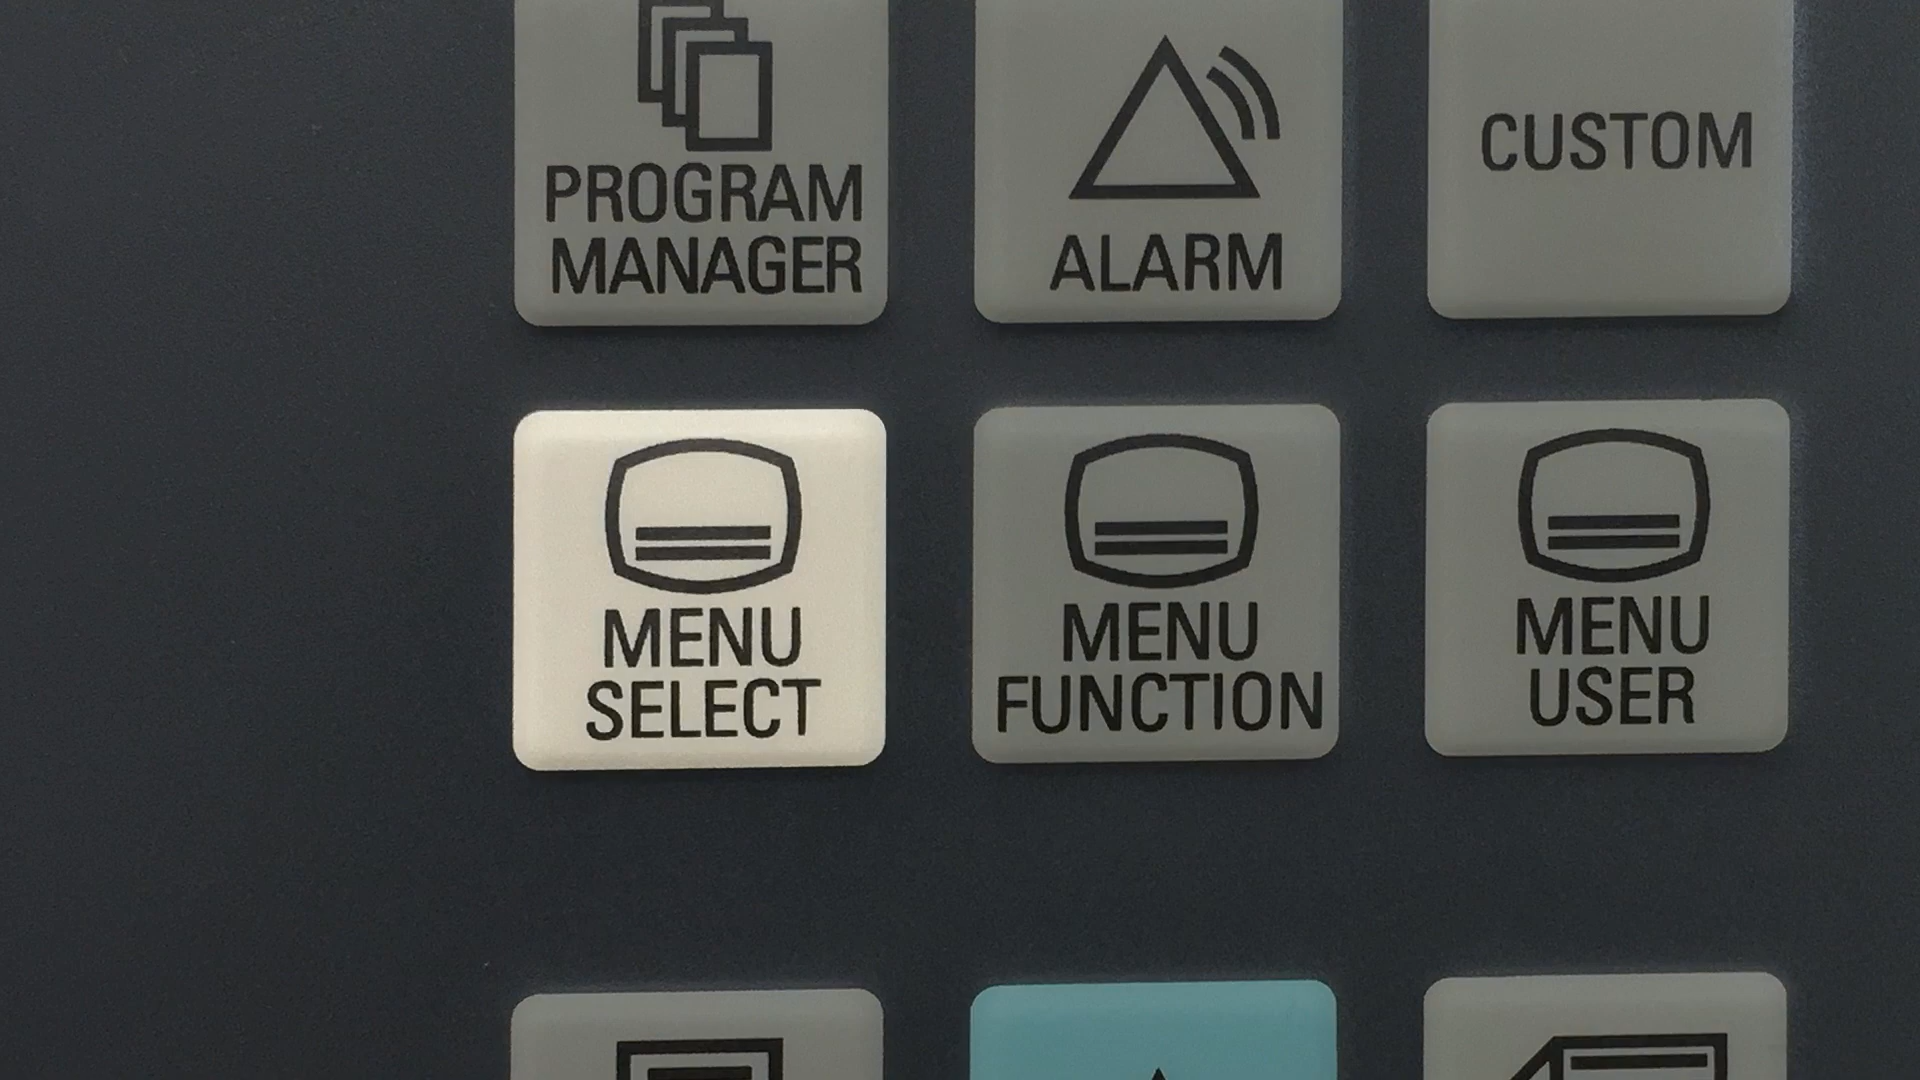 PROGRAM
MANAGER
ALARM
CUSTOM
MENU
SELECT
MENU
FUNCTION
MENU
USER